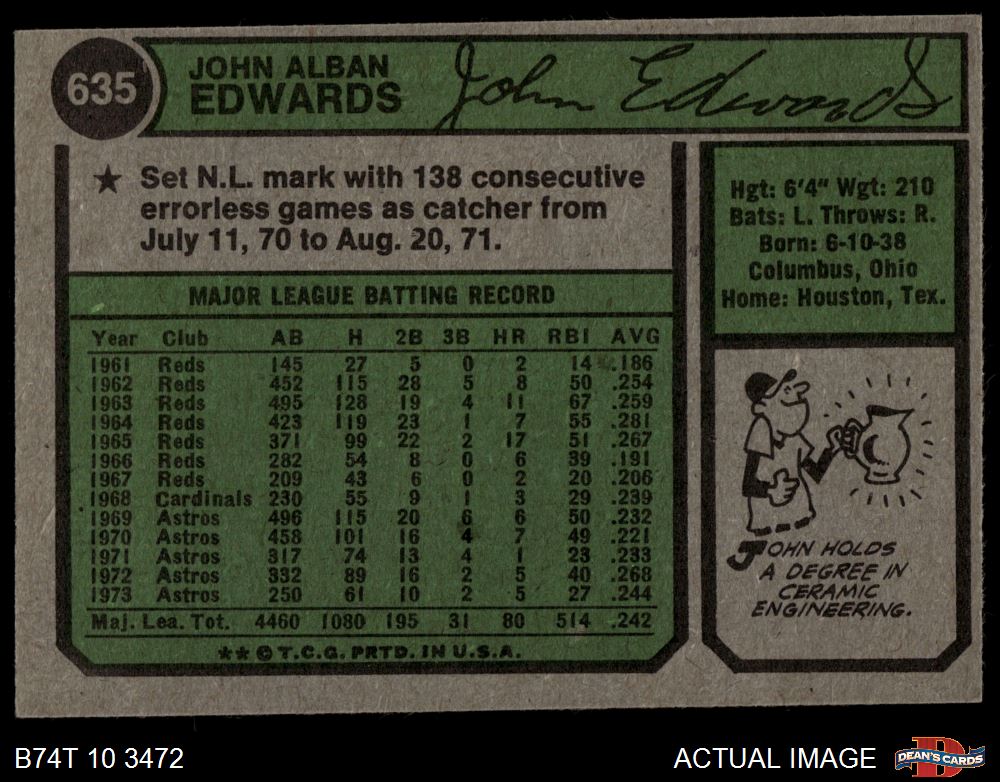 635
JOHN ALBAN
EDWARDS
John Edwards
★ Set N.L. mark with 138 consecutive
errorless games as catcher from
July 11, 70 to Aug. 20, 71.
MAJOR LEAGUE BATTING RECORD
Year Club AB H 2B 3B HR RBI AVG
1961 Reds 145 27 5 0 2 14 .186
1962 Reds 452 115 28 5 8 50 .254
1963 Reds 495 128 19 4 11 67 .259
1964 Reds 423 119 23 1 7 55 .281
1965 Reds 371 99 22 2 17 51 .267
1966 Reds 282 54 8 0 6 39 .191
1967 Reds 209 43 6 0 2 20 .206
1968 Cardinals 230 55 9 1 3 29 .239
1969 Astros 496 115 20 6 6 50 .232
1970 Astros 458 101 16 4 7 49 .221
1971 Astros 317 74 13 4 1 23 .233
1972 Astros 332 89 16 2 5 40 .268
1973 Astros 250 61 10 2 5 27 .244
Maj. Lea. Tot. 4460 1080 195 31 80 514 .242
★★ © T.C.G. PRTD. IN U.S.A.
Hgt: 6'4" Wgt: 210
Bats: L. Throws: R.
Born: 6-10-38
Columbus, Ohio
Home: Houston, Tex.
JOHN HOLDS
A DEGREE IN
CERAMIC
ENGINEERING.
B74T 10 3472
ACTUAL IMAGE
D
DEAN'S CARDS